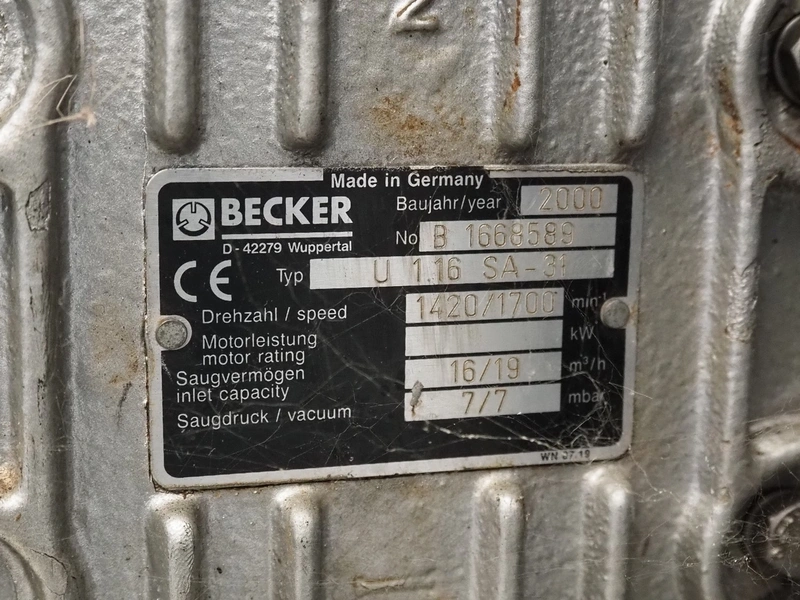 2
Made in Germany
BECKER
D - 42279 Wuppertal
Baujahr/year 2000
No B 1668589
CE
Typ U 1.16 SA-31
Drehzahl / speed 1420/1700 min-1
Motorleistung
motor rating kW
Saugvermögen
inlet capacity 16/19 m³/h
Saugdruck / vacuum 7/7 mbar
WN 37.19